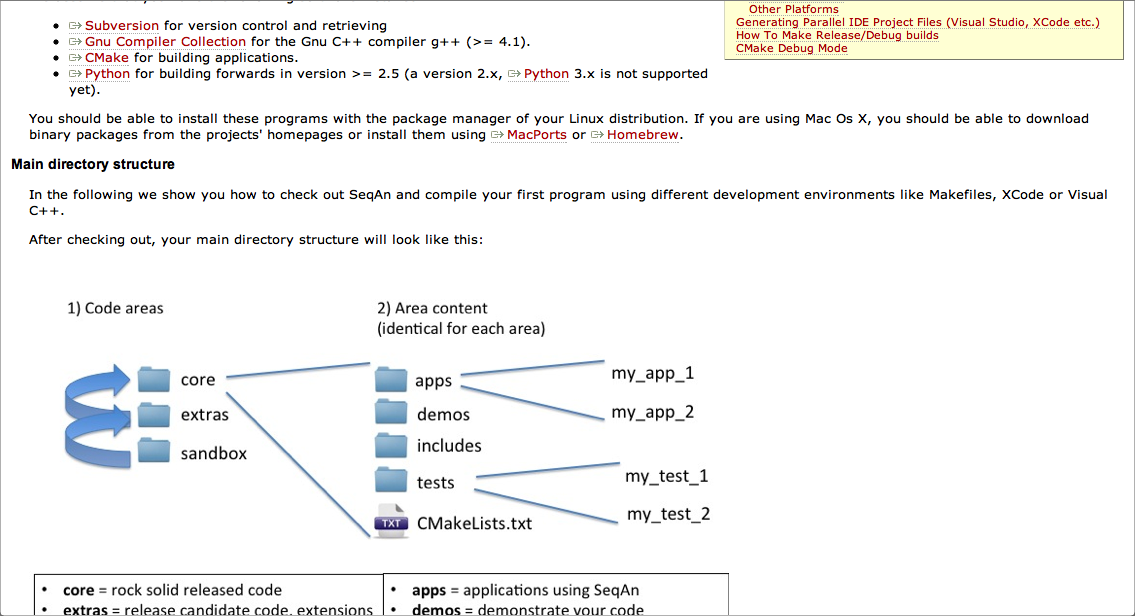 Other Platforms
Generating Parallel IDE Project Files (Visual Studio, XCode etc.)
How To Make Release/Debug builds
CMake Debug Mode
• Subversion for version control and retrieving
• Gnu Compiler Collection for the Gnu C++ compiler g++ (>= 4.1).
• CMake for building applications.
• Python for building forwards in version >= 2.5 (a version 2.x, Python 3.x is not supported
yet).
You should be able to install these programs with the package manager of your Linux distribution. If you are using Mac Os X, you should be able to download
binary packages from the projects' homepages or install them using MacPorts or Homebrew.
Main directory structure
In the following we show you how to check out SeqAn and compile your first program using different development environments like Makefiles, XCode or Visual
C++.
After checking out, your main directory structure will look like this:
1) Code areas
core
extras
sandbox
2) Area content
(identical for each area)
apps
demos
includes
tests
TXT CMakeLists.txt
my_app_1
my_app_2
my_test_1
my_test_2
• core = rock solid released code
• extras = release candidate code, extensions
• apps = applications using SeqAn
• demos = demonstrate your code